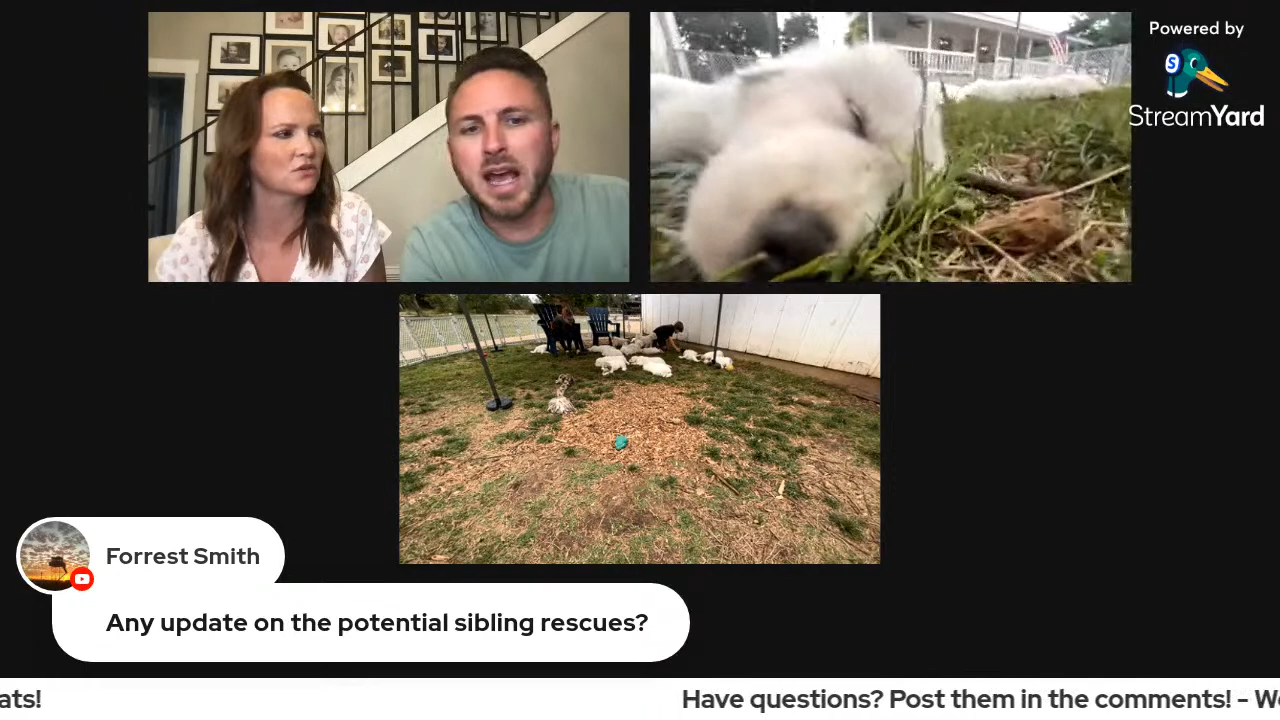 Powered by
StreamYard
Forrest Smith
Any update on the potential sibling rescues?
ats!
Have questions? Post them in the comments! - We